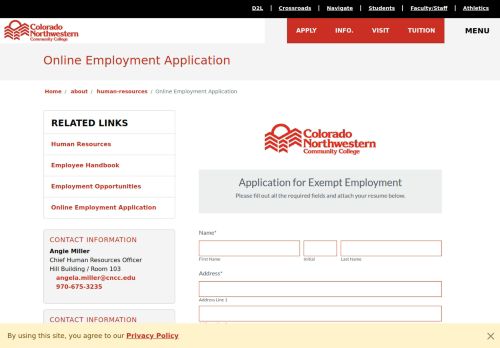 D2L | Crossroads | Navigate | Students | Faculty/Staff | Athletics
Colorado
Northwestern
Community College
APPLY INFO. VISIT TUITION MENU
Online Employment Application
Home / about / human-resources / Online Employment Application
RELATED LINKS
Human Resources
Employee Handbook
Employment Opportunities
Online Employment Application
CONTACT INFORMATION
Angie Miller
Chief Human Resources Officer
Hill Building / Room 103
angela.miller@cncc.edu
970-675-3235
CONTACT INFORMATION
Colorado
Northwestern
Community College
Application for Exempt Employment
Please fill out all the required fields and attach your resume below.
Name*
First Name Initial Last Name
Address*
Address Line 1
By using this site, you agree to our Privacy Policy
×